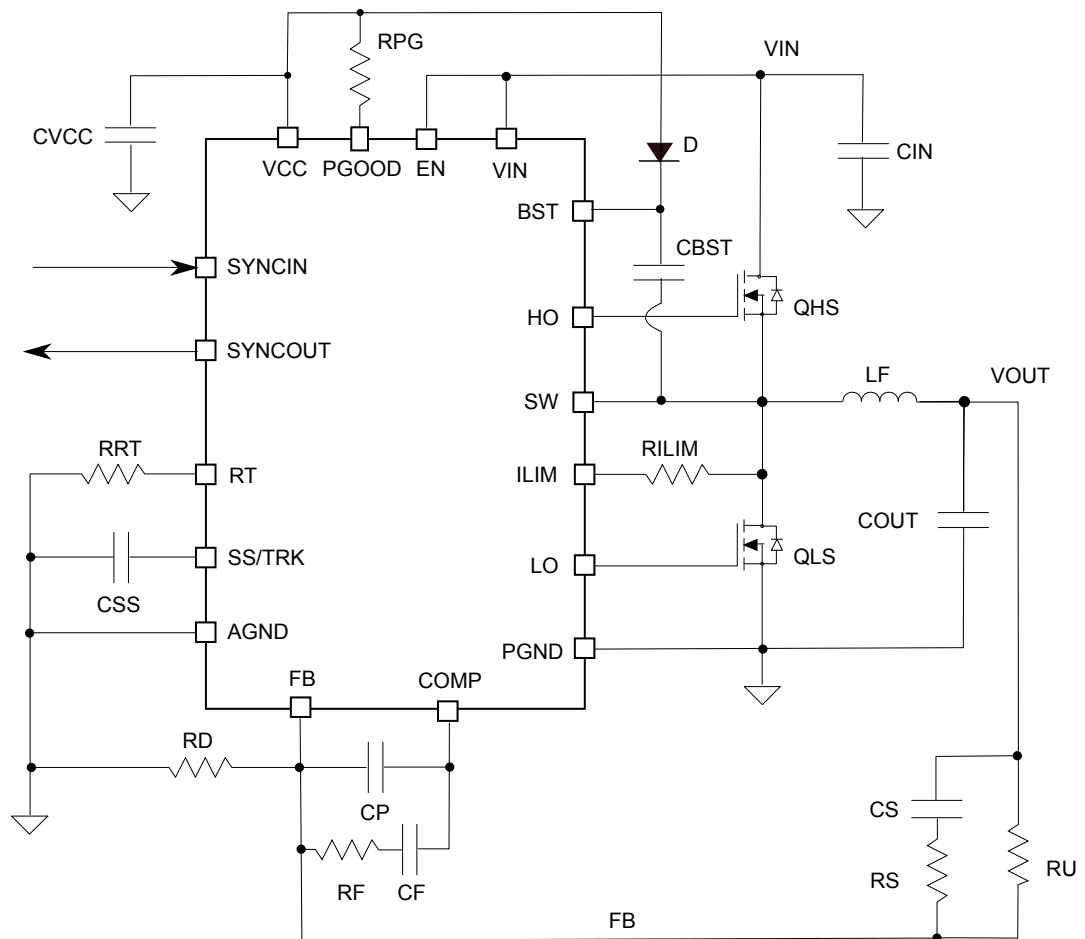 RPG
VIN
CVCC
D
CIN
VCC
PGOOD
EN
VIN
BST
CBST
SYNCIN
HO
QHS
SYNCOUT
LF
VOUT
SW
RRT
RT
ILIM
RILIM
COUT
SS/TRK
LO
QLS
CSS
AGND
PGND
FB
COMP
RD
CP
CS
RF
CF
RS
RU
FB